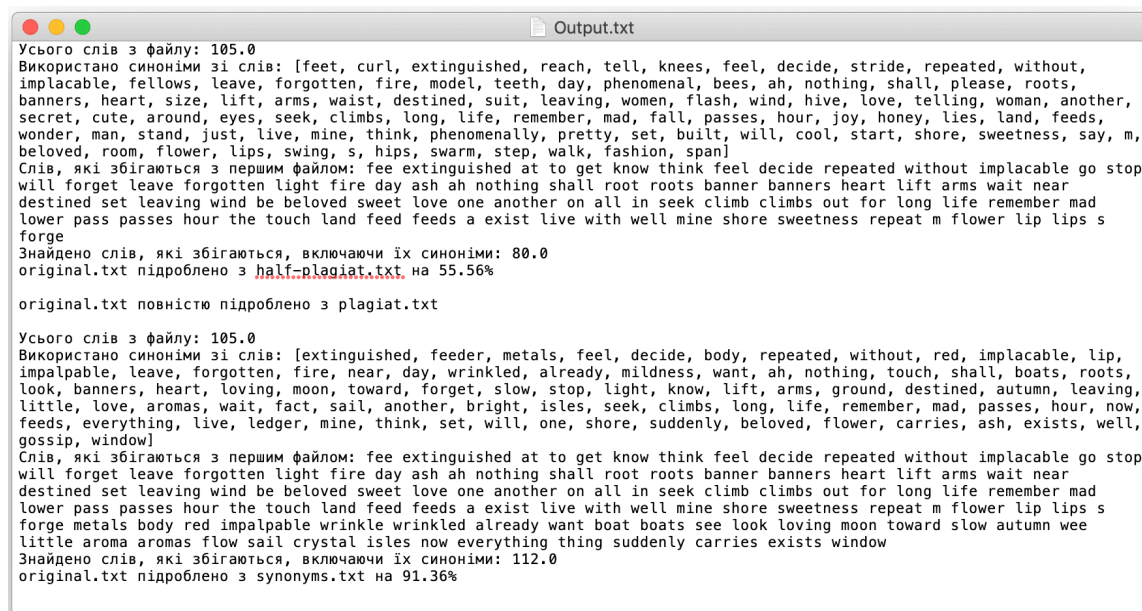 Output.txt
Усього слів з файлу: 105.0
Використано синоніми зі слів: [feet, curl, extinguished, reach, tell, knees, feel, decide, stride, repeated, without,
implacable, fellows, leave, forgotten, fire, model, teeth, day, phenomenal, bees, ah, nothing, shall, please, roots,
banners, heart, size, lift, arms, waist, destined, suit, leaving, women, flash, wind, hive, love, telling, woman, another,
secret, cute, around, eyes, seek, climbs, long, life, remember, mad, fall, passes, hour, joy, honey, lies, land, feeds,
wonder, man, stand, just, live, mine, think, phenomenally, pretty, set, built, will, cool, start, shore, sweetness, say, m,
beloved, room, flower, lips, swing, s, hips, swarm, step, walk, fashion, span]
Слів, які збігаються з першим файлом: fee extinguished at to get know think feel decide repeated without implacable go stop
will forget leave forgotten light fire day ash ah nothing shall root roots banner banners heart lift arms wait near
destined set leaving wind be beloved sweet love one another on all in seek climb climbs out for long life remember mad
lower pass passes hour the touch land feed feeds a exist live with well mine shore sweetness repeat m flower lip lips s
forge
Знайдено слів, які збігаються, включаючи їх синоніми: 80.0
original.txt підроблено з half-plagiat.txt на 55.56%
original.txt повністю підроблено з plagiat.txt
Усього слів з файлу: 105.0
Використано синоніми зі слів: [extinguished, feeder, metals, feel, decide, body, repeated, without, red, implacable, lip,
impalpable, leave, forgotten, fire, near, day, wrinkled, already, mildness, want, ah, nothing, touch, shall, boats, roots,
look, banners, heart, loving, moon, toward, forget, slow, stop, light, know, lift, arms, ground, destined, autumn, leaving,
little, love, aromas, wait, fact, sail, another, bright, isles, seek, climbs, long, life, remember, mad, passes, hour, now,
feeds, everything, live, ledger, mine, think, set, will, one, shore, suddenly, beloved, flower, carries, ash, exists, well,
gossip, window]
Слів, які збігаються з першим файлом: fee extinguished at to get know think feel decide repeated without implacable go stop
will forget leave forgotten light fire day ash ah nothing shall root roots banner banners heart lift arms wait near
destined set leaving wind be beloved sweet love one another on all in seek climb climbs out for long life remember mad
lower pass passes hour the touch land feed feeds a exist live with well mine shore sweetness repeat m flower lip lips s
forge metals body red impalpable wrinkle wrinkled already want boat boats see look loving moon toward slow autumn wee
little aroma aromas flow sail crystal isles now everything thing suddenly carries exists window
Знайдено слів, які збігаються, включаючи їх синоніми: 112.0
original.txt підроблено з synonyms.txt на 91.36%